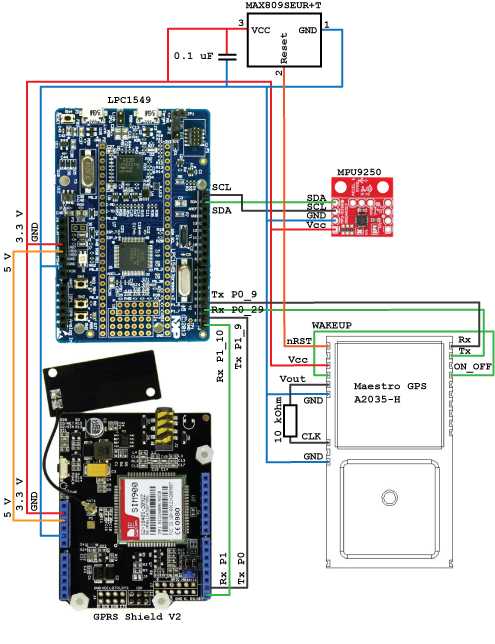 MAX809SEUR+T
3
VCC
GND
1
Reset
2
0.1 uF
LPC1549
MPU9250
SCL
SDA
SDA
SCL
GND
Vcc
3.3 V
GND
5 V
NXP
Tx P0_9
Rx P0_29
Rx P1_10
Tx P1_9
Rx
Tx
WAKEUP
nRST
Vcc
ON_OFF
Vout
GND
10 kOhm
CLK
GND
Maestro GPS
A2035-H
5 V
3.3 V
GND
SIM900
Rx P1
Tx P0
GPRS Shield V2